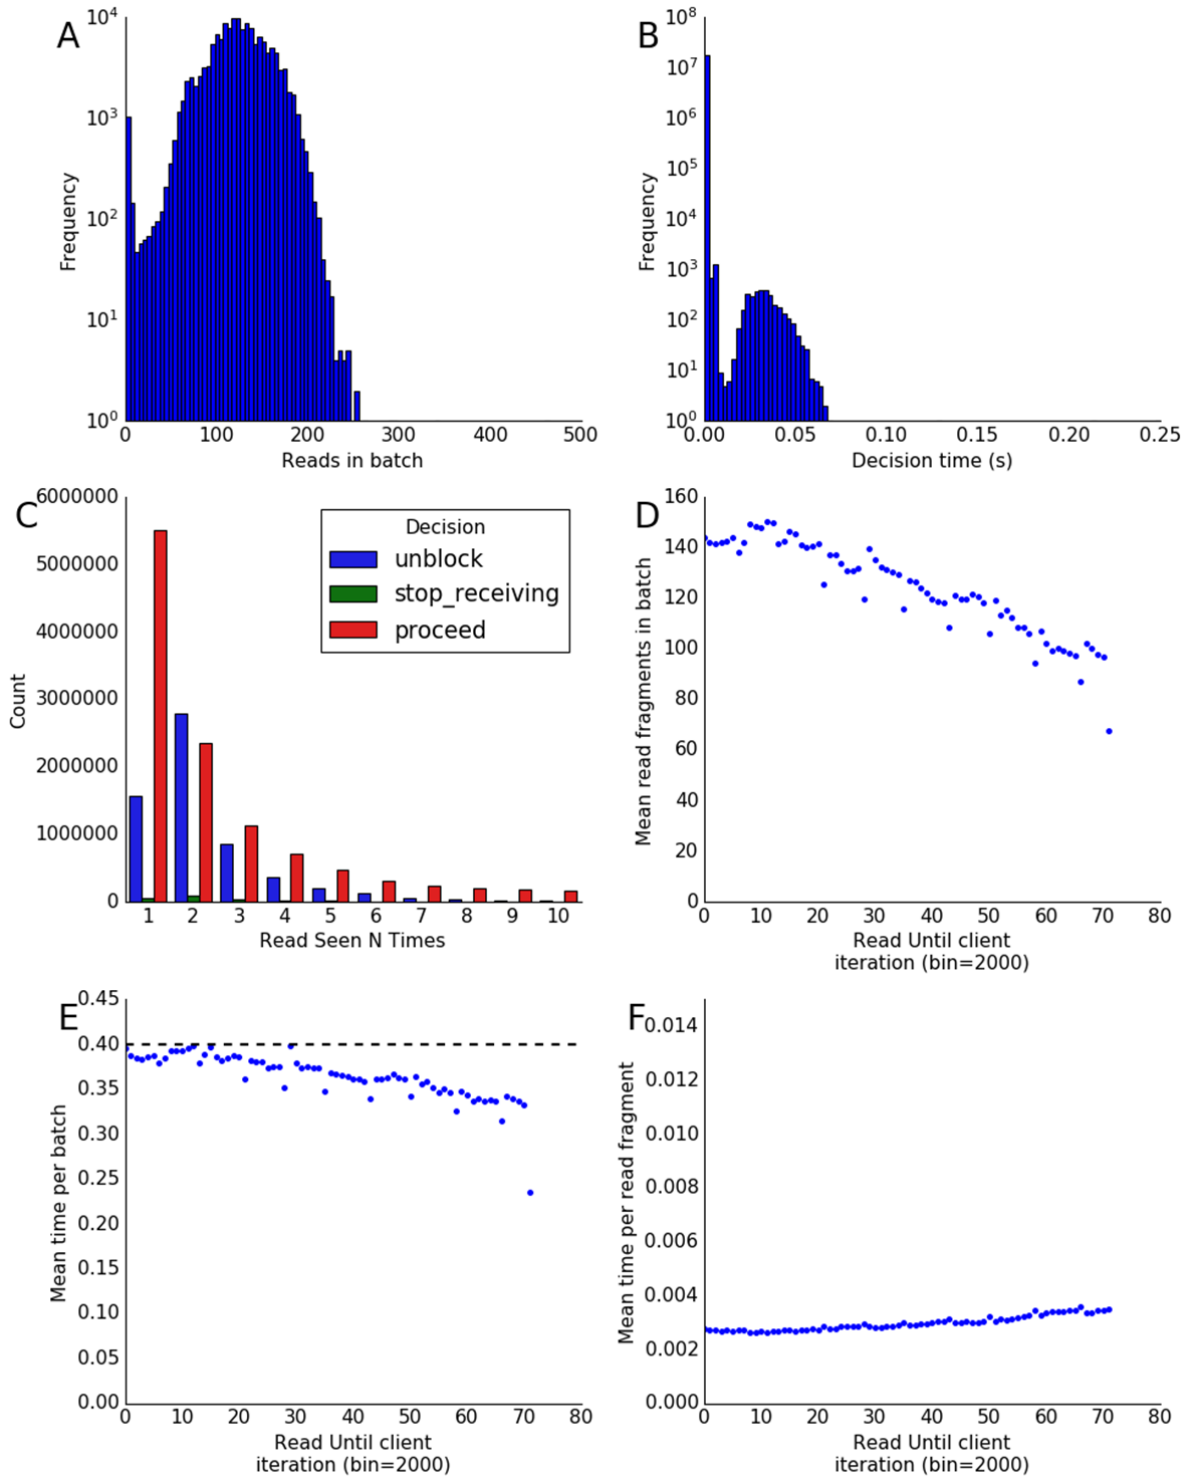 A
10^4
10^3
10^2
10^1
10^0
Frequency
0 100 200 300 400 500
Reads in batch
B
10^8
10^7
10^6
10^5
10^4
10^3
10^2
10^1
10^0
Frequency
0.00 0.05 0.10 0.15 0.20 0.25
Decision time (s)
C
6000000
5000000
4000000
3000000
2000000
1000000
0
Count
Decision
unblock
stop_receiving
proceed
1 2 3 4 5 6 7 8 9 10
Read Seen N Times
D
160
140
120
100
80
60
40
20
0
Mean read fragments in batch
0 10 20 30 40 50 60 70 80
Read Until client
iteration (bin=2000)
E
0.45
0.40
0.35
0.30
0.25
0.20
0.15
0.10
0.05
0.00
Mean time per batch
0 10 20 30 40 50 60 70 80
Read Until client
iteration (bin=2000)
F
0.014
0.012
0.010
0.008
0.006
0.004
0.002
0.000
Mean time per read fragment
0 10 20 30 40 50 60 70 80
Read Until client
iteration (bin=2000)